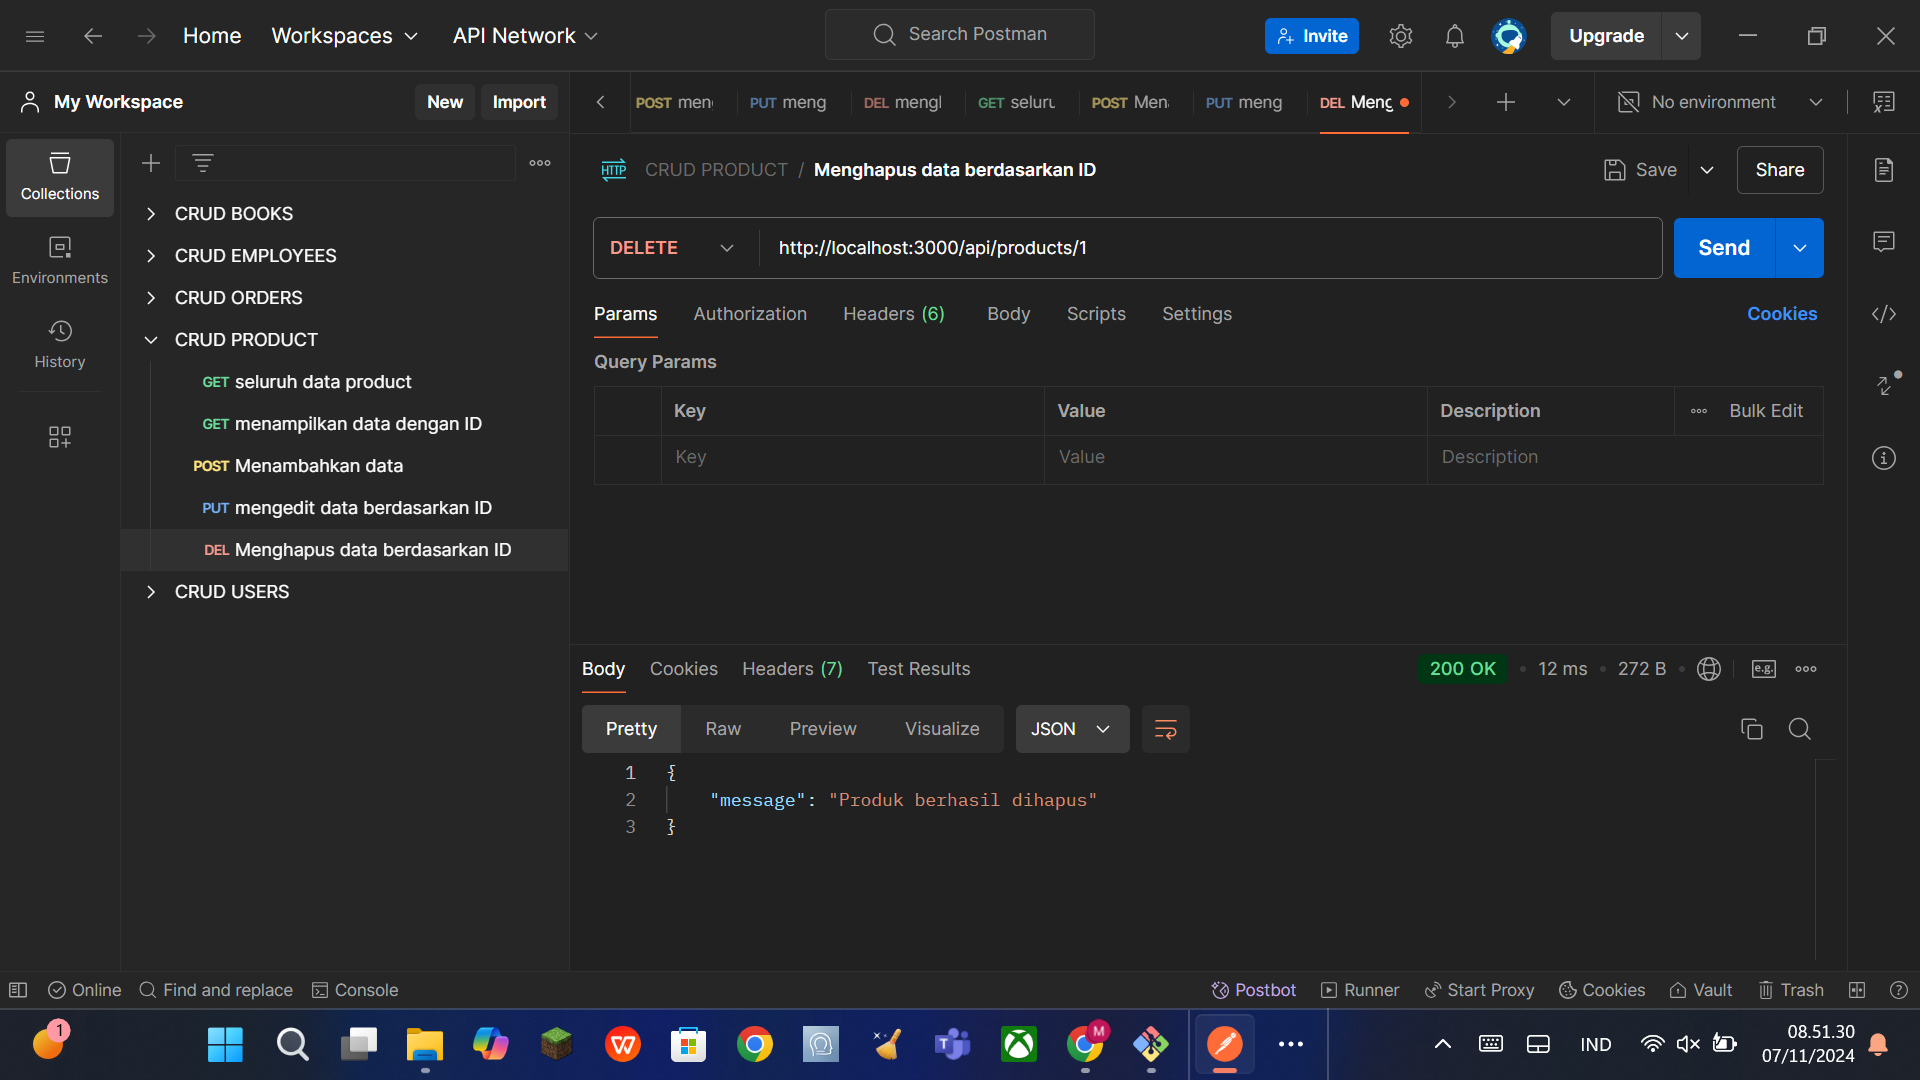 Home Workspaces API Network Search Postman Invite Upgrade
My Workspace New Import POST men PUT meng DEL mengl GET seluru POST Men PUT meng DEL Meng No environment
Collections
Environments
History
CRUD BOOKS
CRUD EMPLOYEES
CRUD ORDERS
CRUD PRODUCT
GET seluruh data product
GET menampilkan data dengan ID
POST Menambahkan data
PUT mengedit data berdasarkan ID
DEL Menghapus data berdasarkan ID
CRUD USERS
HTTP CRUD PRODUCT / Menghapus data berdasarkan ID Save Share
DELETE http://localhost:3000/api/products/1 Send
Params Authorization Headers (6) Body Scripts Settings Cookies
Query Params
Key Value Description Bulk Edit
Key Value Description
Body Cookies Headers (7) Test Results 200 OK 12 ms 272 B e.g.
Pretty Raw Preview Visualize JSON
1 {
2 "message": "Produk berhasil dihapus"
3 }
Online Find and replace Console Postbot Runner Start Proxy Cookies Vault Trash
1 M IND 08.51.30
07/11/2024